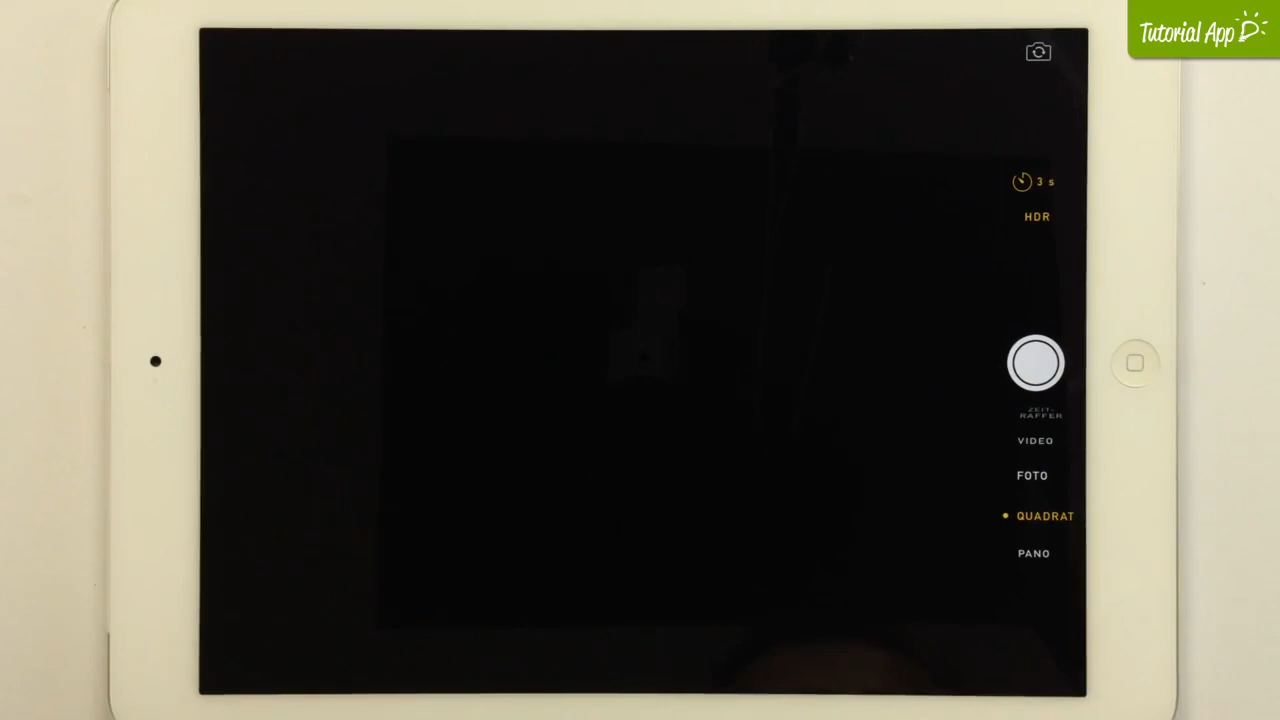 Tutorial App
3 s
HDR
ZEIT-
RAFFER
VIDEO
FOTO
QUADRAT
PANO